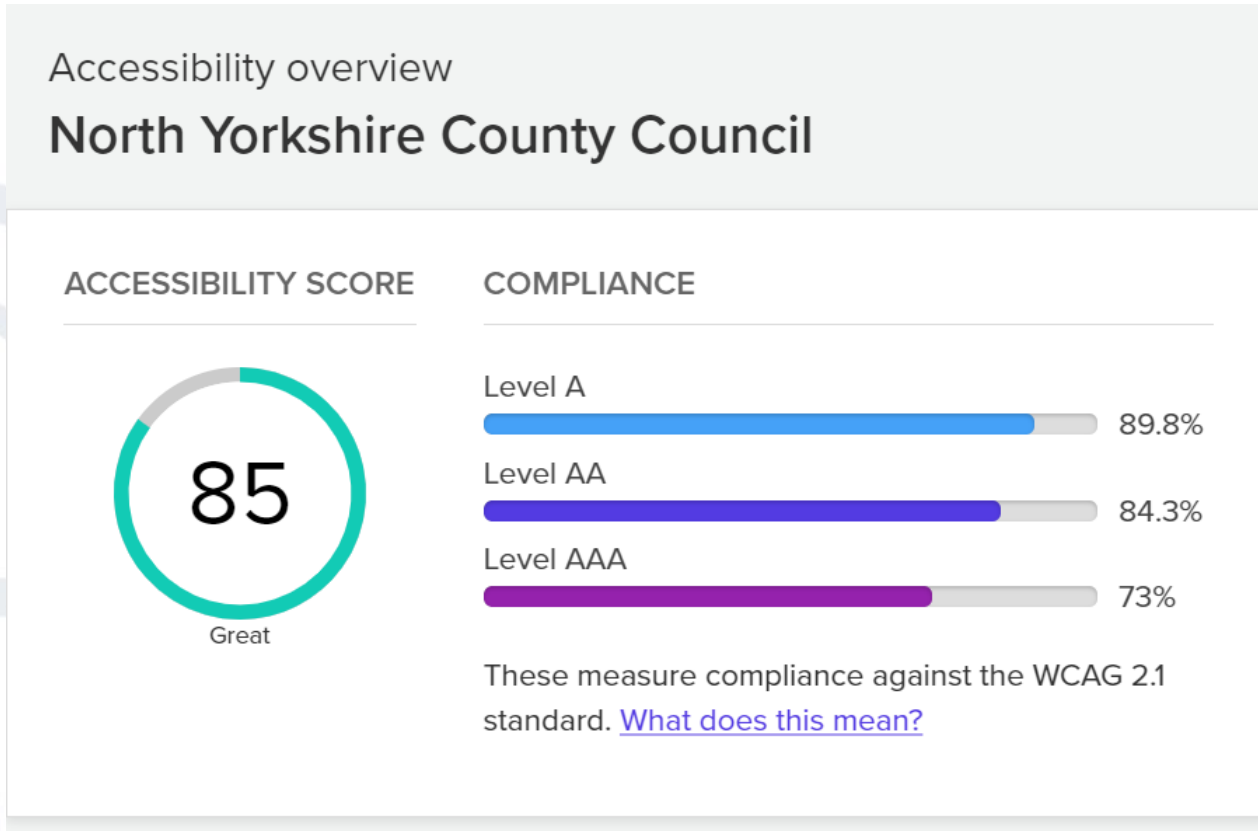 Accessibility overview
North Yorkshire County Council
ACCESSIBILITY SCORE
85
Great
COMPLIANCE
Level A
89.8%
Level AA
84.3%
Level AAA
73%
These measure compliance against the WCAG 2.1
standard. What does this mean?